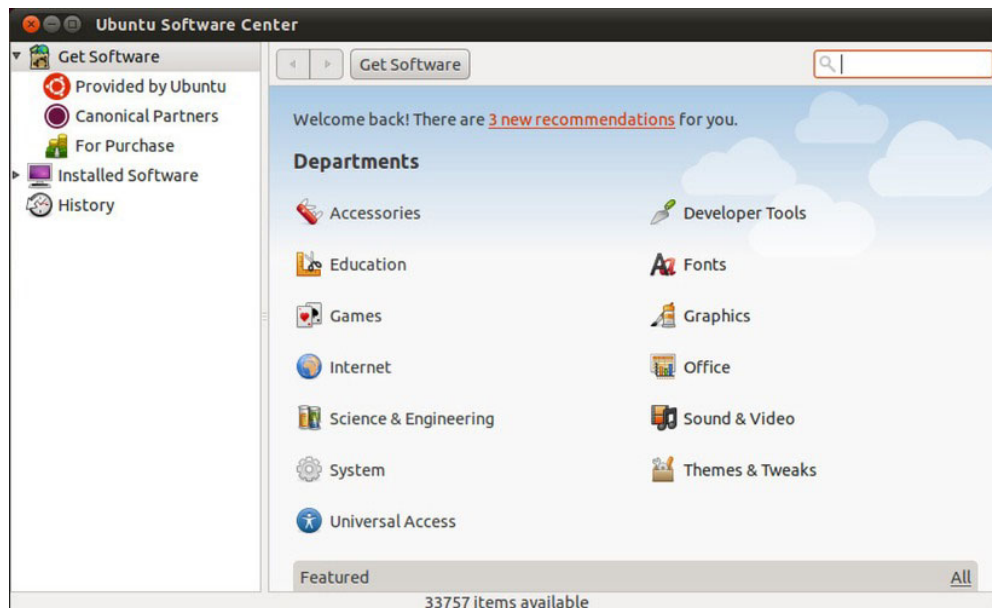 Ubuntu Software Center
Get Software
Provided by Ubuntu
Canonical Partners
For Purchase
Installed Software
History
Get Software
Welcome back! There are 3 new recommendations for you.
Departments
Accessories
Developer Tools
Education
Fonts
Games
Graphics
Internet
Office
Science & Engineering
Sound & Video
System
Themes & Tweaks
Universal Access
Featured
All
33757 items available